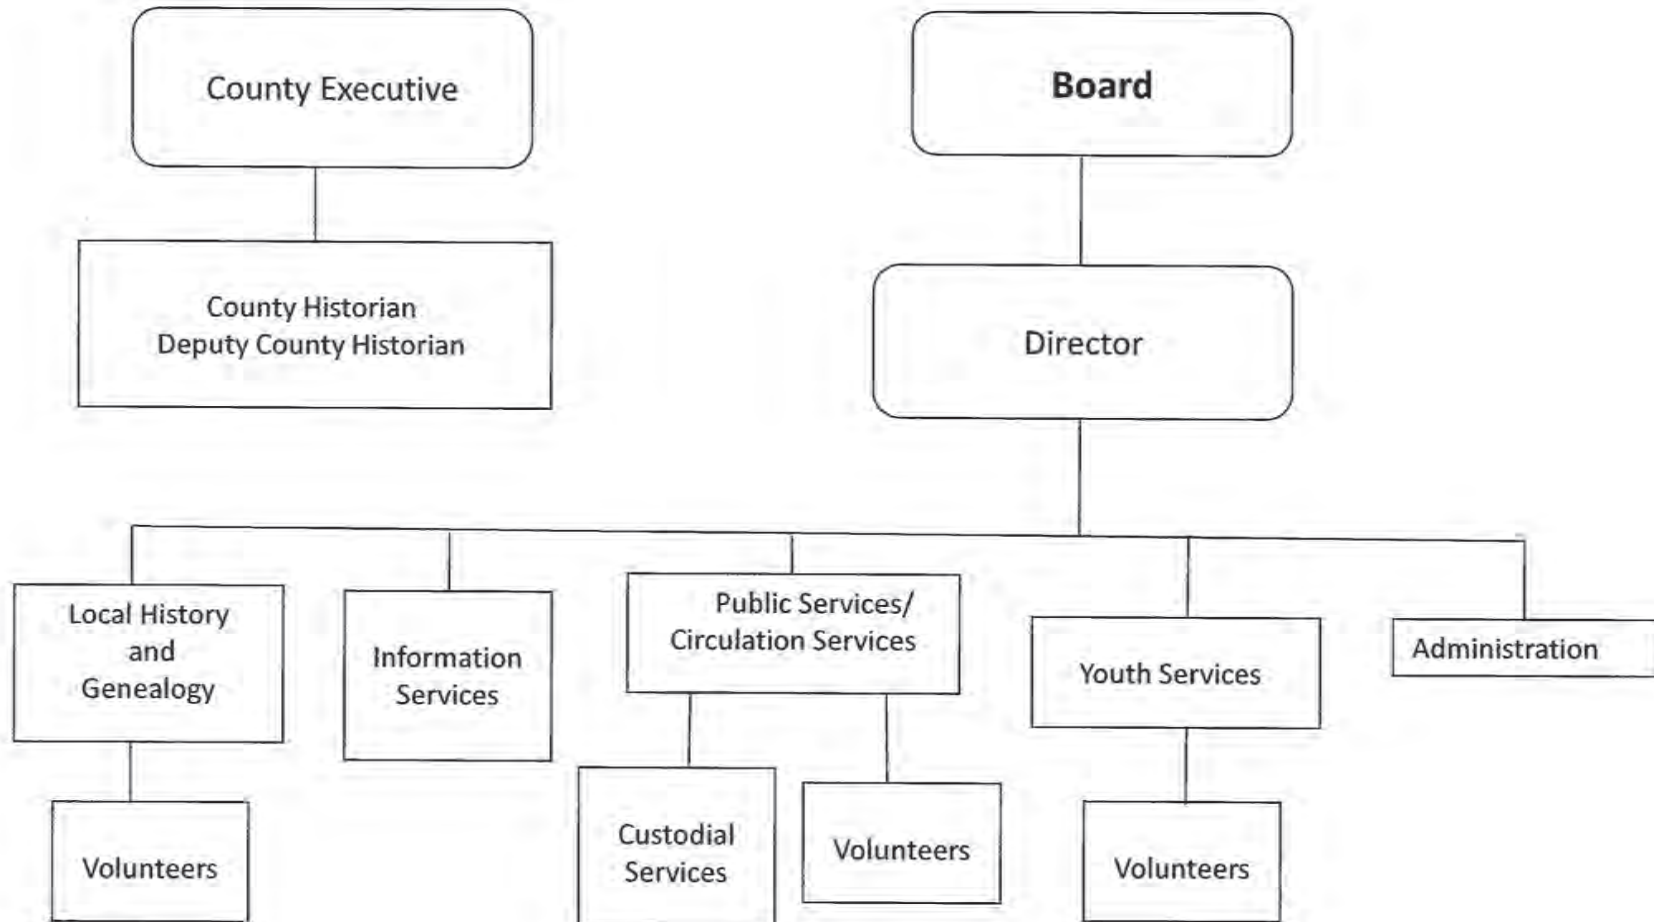 County Executive
Board
County Historian
Deputy County Historian
Director
Local History
and
Genealogy
Information
Services
Public Services/
Circulation Services
Youth Services
Administration
Volunteers
Custodial
Services
Volunteers
Volunteers